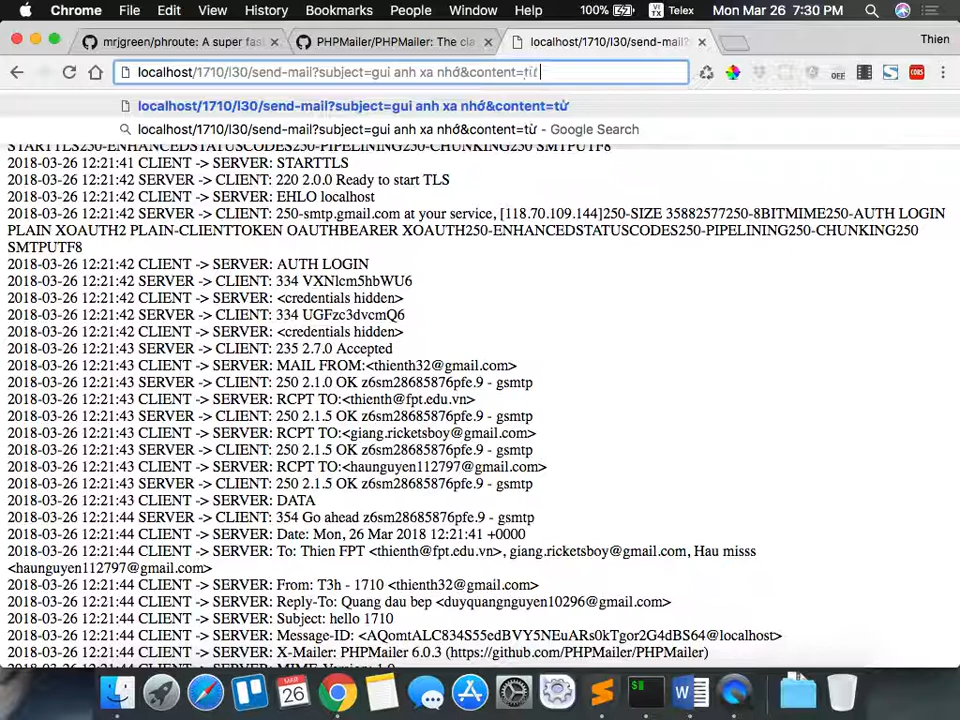 Chrome File Edit View History Bookmarks People Window Help 100% VI TX Telex Mon Mar 26 7:30 PM
mrjgreen/phroute: A super fas × PHPMailer/PHPMailer: The cla × localhost/1710/l30/send-mail? × Thien
localhost/1710/l30/send-mail?subject=gui anh xa nhớ&content=từ OFF CORS
localhost/1710/l30/send-mail?subject=gui anh xa nhớ&content=từ
localhost/1710/l30/send-mail?subject=gui anh xa nhớ&content=từ - Google Search
STARTTLS250-ENHANCEDSTATUSCODES250-PIPELINING250-CHUNKING250 SMTPUTF8
2018-03-26 12:21:41 CLIENT -> SERVER: STARTTLS
2018-03-26 12:21:42 SERVER -> CLIENT: 220 2.0.0 Ready to start TLS
2018-03-26 12:21:42 CLIENT -> SERVER: EHLO localhost
2018-03-26 12:21:42 SERVER -> CLIENT: 250-smtp.gmail.com at your service, [118.70.109.144]250-SIZE 35882577250-8BITMIME250-AUTH LOGIN
PLAIN XOAUTH2 PLAIN-CLIENTTOKEN OAUTHBEARER XOAUTH250-ENHANCEDSTATUSCODES250-PIPELINING250-CHUNKING250
SMTPUTF8
2018-03-26 12:21:42 CLIENT -> SERVER: AUTH LOGIN
2018-03-26 12:21:42 SERVER -> CLIENT: 334 VXNlcm5hbWU6
2018-03-26 12:21:42 CLIENT -> SERVER: <credentials hidden>
2018-03-26 12:21:42 SERVER -> CLIENT: 334 UGFzc3dvcmQ6
2018-03-26 12:21:42 CLIENT -> SERVER: <credentials hidden>
2018-03-26 12:21:43 SERVER -> CLIENT: 235 2.7.0 Accepted
2018-03-26 12:21:43 CLIENT -> SERVER: MAIL FROM:<thienth32@gmail.com>
2018-03-26 12:21:43 SERVER -> CLIENT: 250 2.1.0 OK z6sm28685876pfe.9 - gsmtp
2018-03-26 12:21:43 CLIENT -> SERVER: RCPT TO:<thienth@fpt.edu.vn>
2018-03-26 12:21:43 SERVER -> CLIENT: 250 2.1.5 OK z6sm28685876pfe.9 - gsmtp
2018-03-26 12:21:43 CLIENT -> SERVER: RCPT TO:<giang.ricketsboy@gmail.com>
2018-03-26 12:21:43 SERVER -> CLIENT: 250 2.1.5 OK z6sm28685876pfe.9 - gsmtp
2018-03-26 12:21:43 CLIENT -> SERVER: RCPT TO:<haunguyen112797@gmail.com>
2018-03-26 12:21:43 SERVER -> CLIENT: 250 2.1.5 OK z6sm28685876pfe.9 - gsmtp
2018-03-26 12:21:43 CLIENT -> SERVER: DATA
2018-03-26 12:21:44 SERVER -> CLIENT: 354 Go ahead z6sm28685876pfe.9 - gsmtp
2018-03-26 12:21:44 CLIENT -> SERVER: Date: Mon, 26 Mar 2018 12:21:41 +0000
2018-03-26 12:21:44 CLIENT -> SERVER: To: Thien FPT <thienth@fpt.edu.vn>, giang.ricketsboy@gmail.com, Hau misss
<haunguyen112797@gmail.com>
2018-03-26 12:21:44 CLIENT -> SERVER: From: T3h - 1710 <thienth32@gmail.com>
2018-03-26 12:21:44 CLIENT -> SERVER: Reply-To: Quang dau bep <duyquangnguyen10296@gmail.com>
2018-03-26 12:21:44 CLIENT -> SERVER: Subject: hello 1710
2018-03-26 12:21:44 CLIENT -> SERVER: Message-ID: <AQomtALC834S55edBVY5NEuARs0kTgor2G4dBS64@localhost>
2018-03-26 12:21:44 CLIENT -> SERVER: X-Mailer: PHPMailer 6.0.3 (https://github.com/PHPMailer/PHPMailer)
2018-03-26 12:21:44 CLIENT -> SERVER: MIME-Version: 1.0
MAR
26